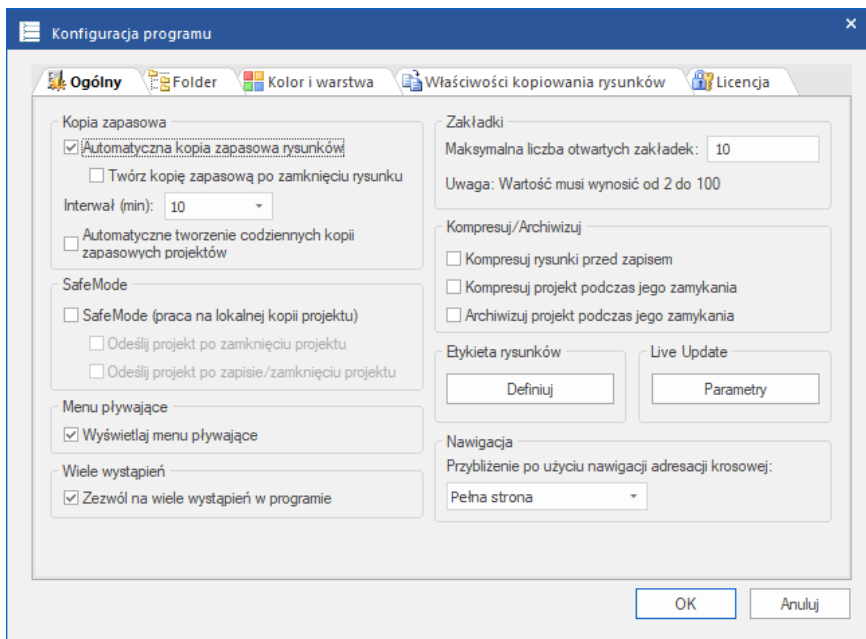 Konfiguracja programu
Ogólny
Folder
Kolor i warstwa
Właściwości kopiowania rysunków
Licencja
Kopia zapasowa
Automatyczna kopia zapasowa rysunków
Twórz kopię zapasową po zamknięciu rysunku
Interwał (min): 10
Automatyczne tworzenie codziennych kopii
zapasowych projektów
SafeMode
SafeMode (praca na lokalnej kopii projektu)
Odeślij projekt po zamknięciu projektu
Odeślij projekt po zapisie/zamknięciu projektu
Menu pływające
Wyświetlaj menu pływające
Wiele wystąpień
Zezwól na wiele wystąpień w programie
Zakładki
Maksymalna liczba otwartych zakładek: 10
Uwaga: Wartość musi wynosić od 2 do 100
Kompresuj/Archiwizuj
Kompresuj rysunki przed zapisem
Kompresuj projekt podczas jego zamykania
Archiwizuj projekt podczas jego zamykania
Etykieta rysunków
Definiuj
Live Update
Parametry
Nawigacja
Przybliżenie po użyciu nawigacji adresacji krosowej:
Pełna strona
OK
Anuluj